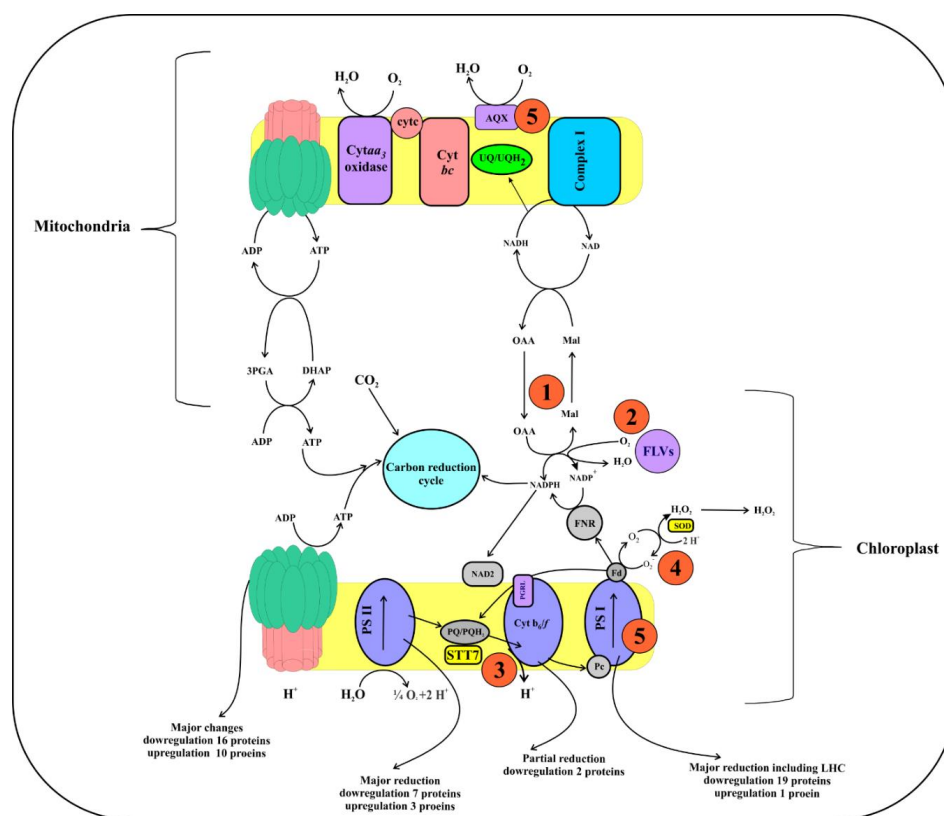 H₂O O₂
H₂O O₂
cytc
AQX
5
Cytaa₃
oxidase
Cyt
bc
UQ/UQH₂
Complex I
Mitochondria
ADP
ATP
NADH
NAD
OAA
Mal
3PGA
DHAP
CO₂
1
Mal
2
OAA
O₂
ADP
ATP
H₂O
FLVs
Carbon reduction
cycle
NADPH
NADP⁺
H₂O₂
H₂O₂
ADP
ATP
FNR
SOD
O₂
2 H⁺
Chloroplast
NAD2
Fd
O₂⁻
4
PGRL
PS II
PQ/PQH₂
Cyt b₆/f
PS I
5
STT7
3
Pc
H⁺
H₂O
¼ O₂+2 H⁺
H⁺
Major changes
dowregulation 16 proteins
upregulation 10 proeins
Major reduction
dowregulation 7 proteins
upregulation 3 proeins
Partial reduction
dowregulation 2 proteins
Major reduction including LHC
dowregulation 19 proteins
upregulation 1 proein